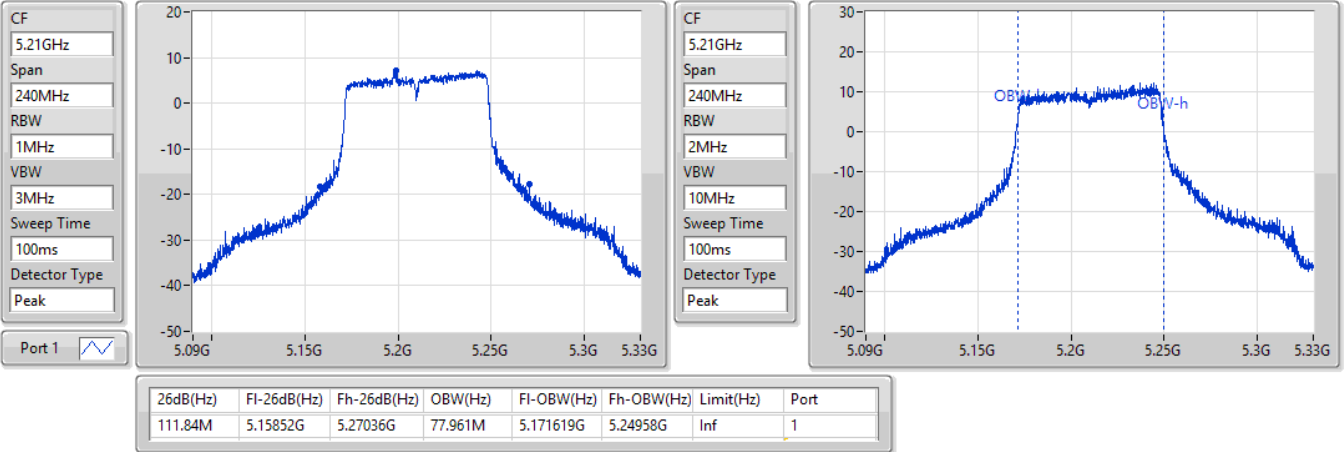 CF
5.21GHz
Span
240MHz
RBW
1MHz
VBW
3MHz
Sweep Time
100ms
Detector Type
Peak
Port 1
20
10
0
-10
-20
-30
-40
-50
5.09G 5.15G 5.2G 5.25G 5.3G 5.33G
CF
5.21GHz
Span
240MHz
RBW
2MHz
VBW
10MHz
Sweep Time
100ms
Detector Type
Peak
30
20
10
0
-10
-20
-30
-40
-50
OBW
OBW-h
5.09G 5.15G 5.2G 5.25G 5.3G 5.33G
26dB(Hz) Fl-26dB(Hz) Fh-26dB(Hz) OBW(Hz) Fl-OBW(Hz) Fh-OBW(Hz) Limit(Hz) Port
111.84M 5.15852G 5.27036G 77.961M 5.171619G 5.24958G Inf 1